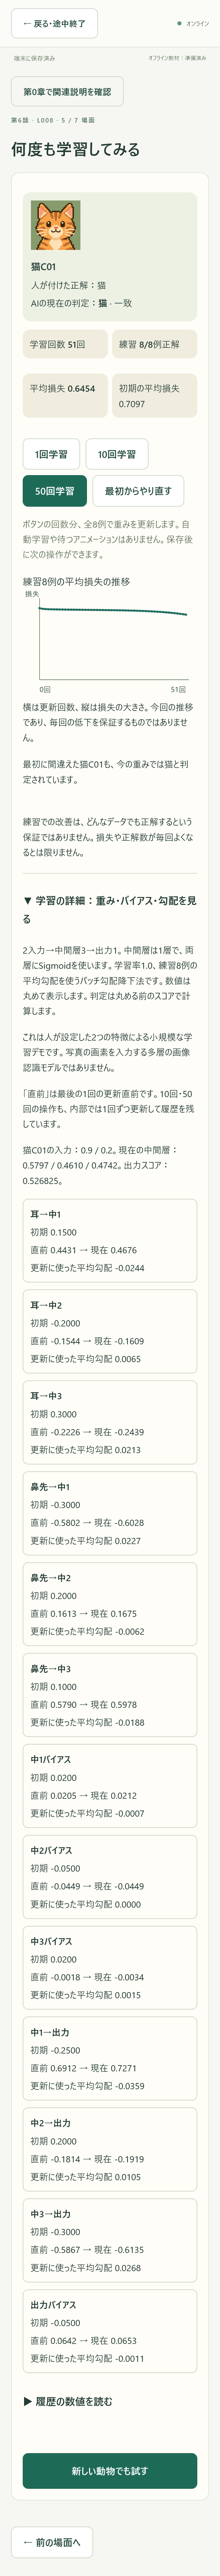 ← 戻る・途中終了
オンライン
端末に保存済み
オフライン教材：準備済み
第0章で関連説明を確認
第6話 · L008 · 5 / 7 場面
何度も学習してみる
猫C01
人が付けた正解：猫
AIの現在の判定：猫 · 一致
学習回数 51回
練習 8/8例正解
平均損失 0.6454
初期の平均損失
0.7097
1回学習
10回学習
50回学習
最初からやり直す
ボタンの回数分、全8例で重みを更新します。自
動学習や待つアニメーションはありません。保存後
に次の操作ができます。
練習8例の平均損失の推移
損失
0回
51回
横は更新回数、縦は損失の大きさ。今回の推移
であり、毎回の低下を保証するものではありませ
ん。
最初に間違えた猫C01も、今の重みでは猫と判
定されています。
練習での改善は、どんなデータでも正解するという
保証ではありません。損失や正解数が毎回よくな
るとは限りません。
▼ 学習の詳細：重み・バイアス・勾配を見
る
2入力→中間層3→出力1。中間層は1層で、両
層にSigmoidを使います。学習率1.0、練習8例の
平均勾配を使うバッチ勾配降下法です。数値は
丸めて表示します。判定は丸める前のスコアで計
算します。
これは人が設定した2つの特徴による小規模な学
習デモです。写真の画素を入力する多層の画像
認識モデルではありません。
「直前」は最後の1回の更新直前です。10回・50
回の操作も、内部では1回ずつ更新して履歴を残
しています。
猫C01の入力：0.9 / 0.2。現在の中間層：
0.5797 / 0.4610 / 0.4742。出力スコア：
0.526825。
耳→中1
初期 0.1500
直前 0.4431 → 現在 0.4676
更新に使った平均勾配 -0.0244
耳→中2
初期 -0.2000
直前 -0.1544 → 現在 -0.1609
更新に使った平均勾配 0.0065
耳→中3
初期 0.3000
直前 -0.2226 → 現在 -0.2439
更新に使った平均勾配 0.0213
鼻先→中1
初期 -0.3000
直前 -0.5802 → 現在 -0.6028
更新に使った平均勾配 0.0227
鼻先→中2
初期 0.2000
直前 0.1613 → 現在 0.1675
更新に使った平均勾配 -0.0062
鼻先→中3
初期 0.1000
直前 0.5790 → 現在 0.5978
更新に使った平均勾配 -0.0188
中1バイアス
初期 0.0200
直前 0.0205 → 現在 0.0212
更新に使った平均勾配 -0.0007
中2バイアス
初期 -0.0500
直前 -0.0449 → 現在 -0.0449
更新に使った平均勾配 0.0000
中3バイアス
初期 0.0200
直前 -0.0018 → 現在 -0.0034
更新に使った平均勾配 0.0015
中1→出力
初期 -0.2500
直前 0.6912 → 現在 0.7271
更新に使った平均勾配 -0.0359
中2→出力
初期 0.2000
直前 -0.1814 → 現在 -0.1919
更新に使った平均勾配 0.0105
中3→出力
初期 -0.3000
直前 -0.5867 → 現在 -0.6135
更新に使った平均勾配 0.0268
出力バイアス
初期 -0.0500
直前 0.0642 → 現在 0.0653
更新に使った平均勾配 -0.0011
▶ 履歴の数値を読む
新しい動物でも試す
← 前の場面へ